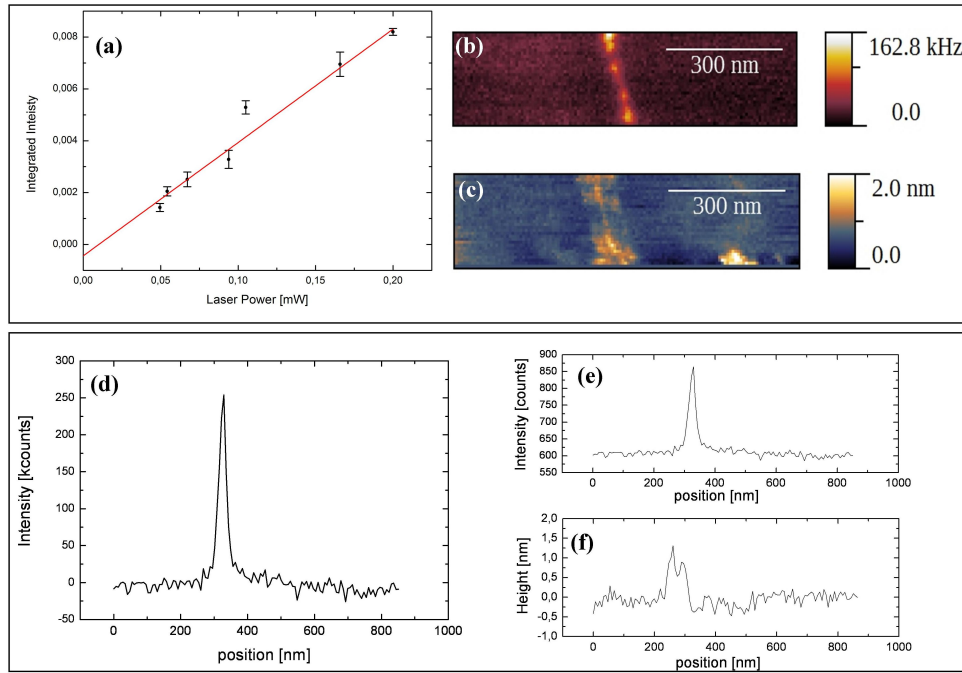 (a)
0,008
0,006
0,004
0,002
0,000
Integrated Inteisty
0,00 0,05 0,10 0,15 0,20
Laser Power [mW]
(b)
300 nm
162.8 kHz
0.0
(c)
300 nm
2.0 nm
0.0
(d)
300
250
200
150
100
50
0
-50
Intensity [kcounts]
0 200 400 600 800 1000
position [nm]
(e)
900
850
800
750
700
650
600
550
Intensity [counts]
0 200 400 600 800 1000
position [nm]
(f)
2,0
1,5
1,0
0,5
0,0
-0,5
-1,0
Height [nm]
0 200 400 600 800 1000
position [nm]